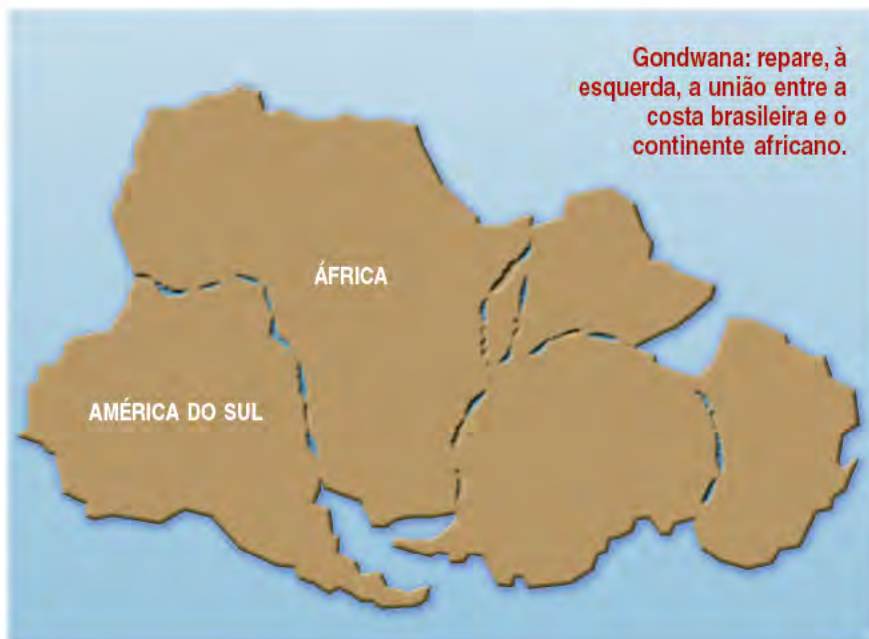 Gondwana: repare, à
esquerda, a união entre a
costa brasileira e o
continente africano.
ÁFRICA
AMÉRICA DO SUL